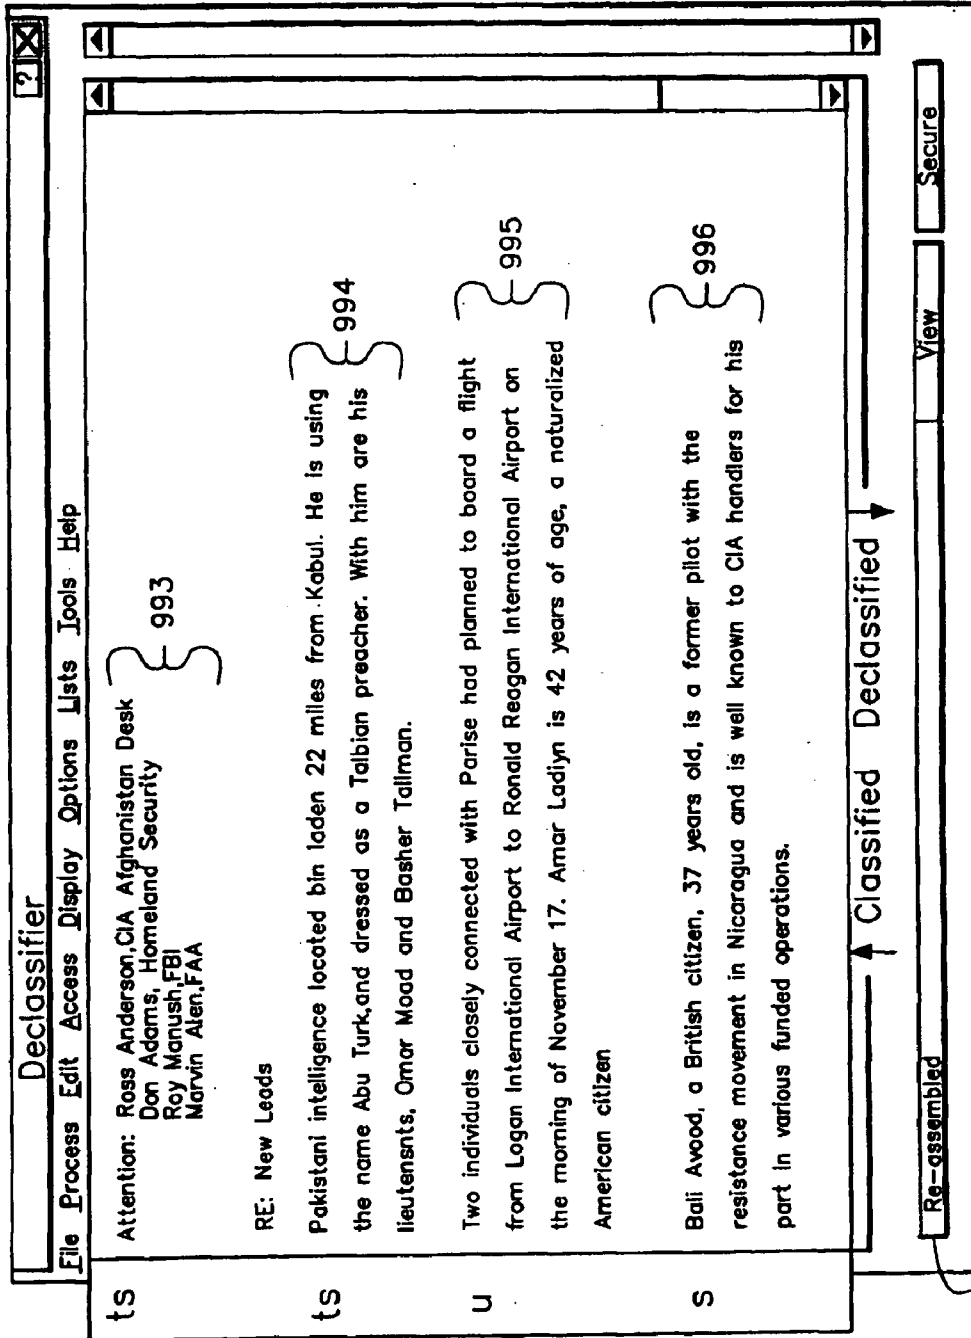 Declassifier
? X
File Process Edit Access Display Options Lists Tools Help
ts
Attention: Ross Anderson,CIA Afghanistan Desk
Don Adams, Homeland Security
Roy Manush,FBI
Marvin Alen,FAA
993
RE: New Leads
ts
Pakistani intelligence located bin laden 22 miles from Kabul. He is using
the name Abu Turk,and dressed as a Talbian preacher. With him are his
lieutensnts, Omar Moad and Basher Tallman.
994
u
Two individuals closely connected with Parise had planned to board a flight
from Logan International Airport to Ronald Reagan International Airport on
the morning of November 17. Amar Ladiyn is 42 years of age, a naturalized
American citizen
995
s
Bali Avood, a British citizen, 37 years old, is a former pilot with the
resistance movement in Nicaragua and is well known to CIA handlers for his
part in various funded operations.
996
Classified Declassified
Re-assembled View Secure